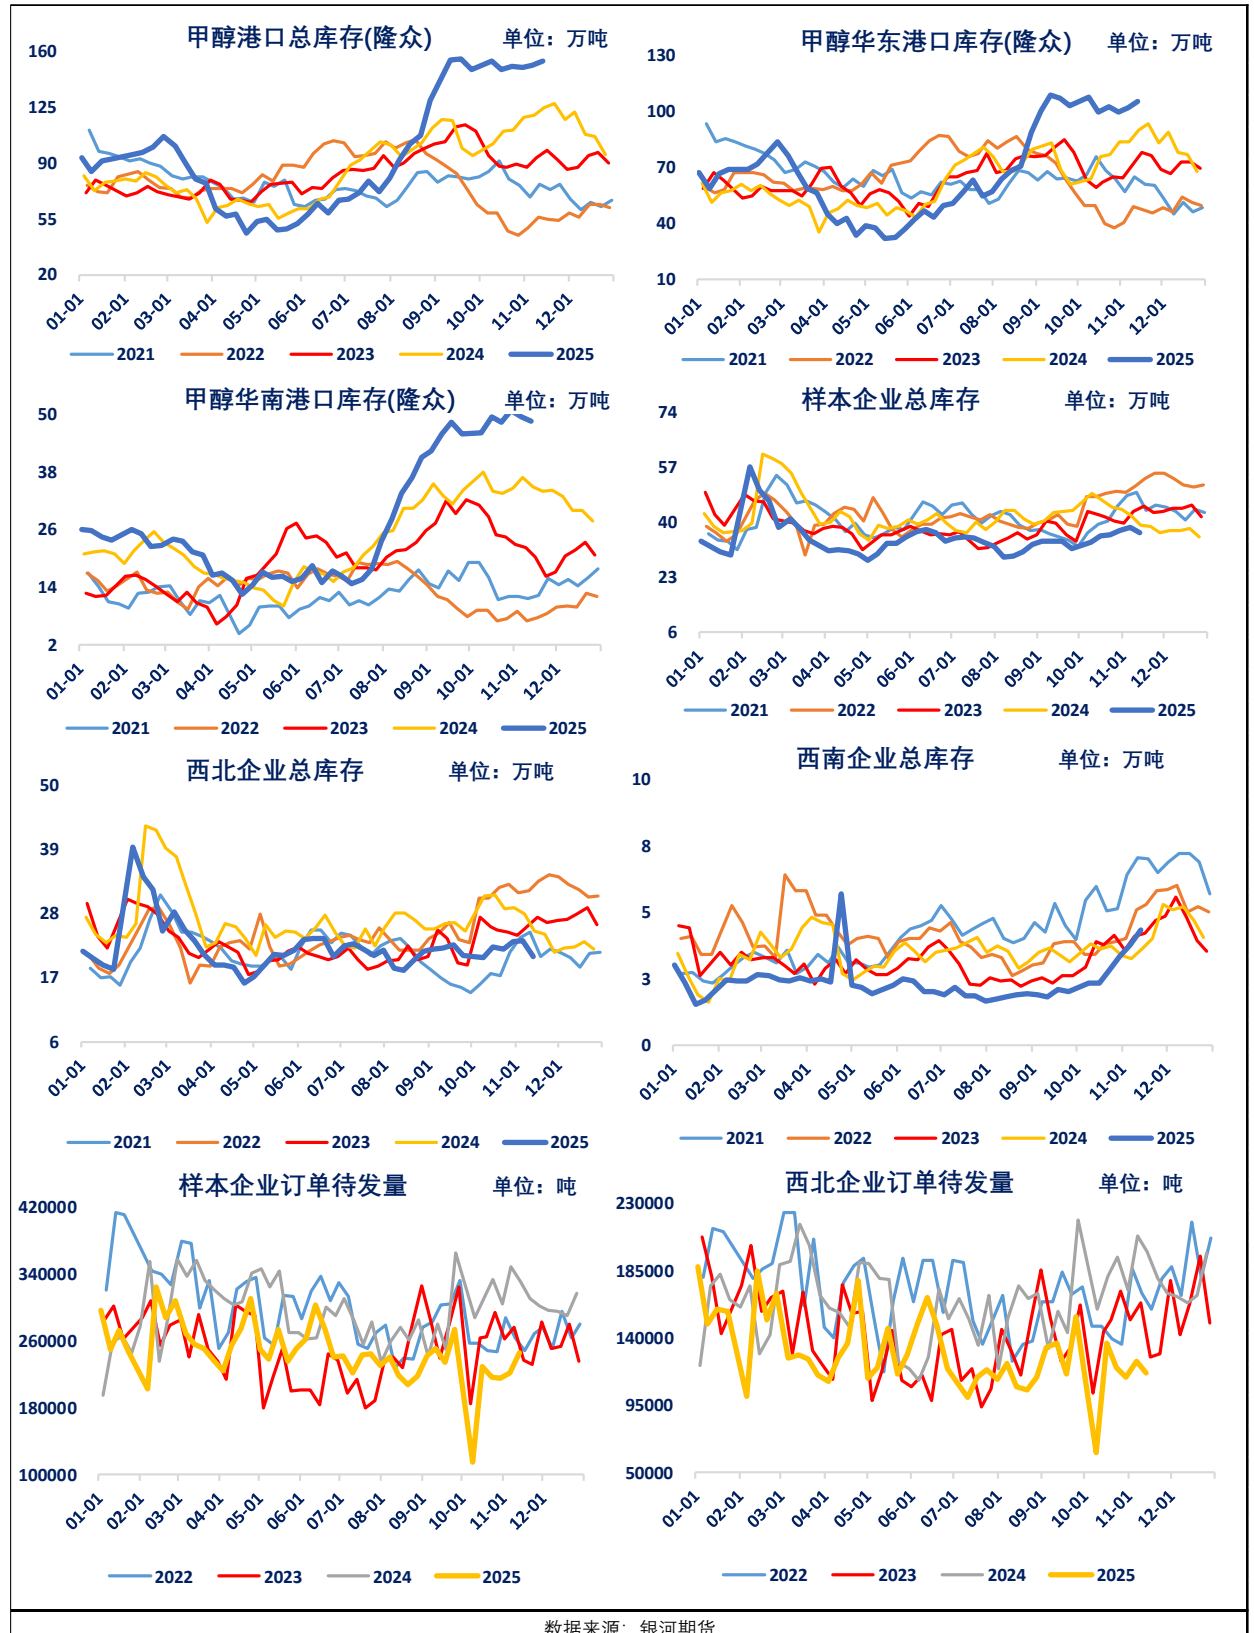 甲醇港口总库存(隆众) 单位：万吨
160
125
90
55
20
01-01 02-01 03-01 04-01 05-01 06-01 07-01 08-01 09-01 10-01 11-01 12-01
2021 2022 2023 2024 2025
甲醇华东港口库存(隆众) 单位：万吨
130
100
70
40
10
01-01 02-01 03-01 04-01 05-01 06-01 07-01 08-01 09-01 10-01 11-01 12-01
2021 2022 2023 2024 2025
甲醇华南港口库存(隆众) 单位：万吨
50
38
26
14
2
01-01 02-01 03-01 04-01 05-01 06-01 07-01 08-01 09-01 10-01 11-01 12-01
2021 2022 2023 2024 2025
样本企业总库存 单位：万吨
74
57
40
23
6
01-01 02-01 03-01 04-01 05-01 06-01 07-01 08-01 09-01 10-01 11-01 12-01
2021 2022 2023 2024 2025
西北企业总库存 单位：万吨
50
39
28
17
6
01-01 02-01 03-01 04-01 05-01 06-01 07-01 08-01 09-01 10-01 11-01 12-01
2021 2022 2023 2024 2025
西南企业总库存 单位：万吨
10
8
5
3
0
01-01 02-01 03-01 04-01 05-01 06-01 07-01 08-01 09-01 10-01 11-01 12-01
2021 2022 2023 2024 2025
样本企业订单待发量 单位：吨
420000
340000
260000
180000
100000
01-01 02-01 03-01 04-01 05-01 06-01 07-01 08-01 09-01 10-01 11-01 12-01
2022 2023 2024 2025
西北企业订单待发量 单位：吨
230000
185000
140000
95000
50000
01-01 02-01 03-01 04-01 05-01 06-01 07-01 08-01 09-01 10-01 11-01 12-01
2022 2023 2024 2025
数据来源：银河期货